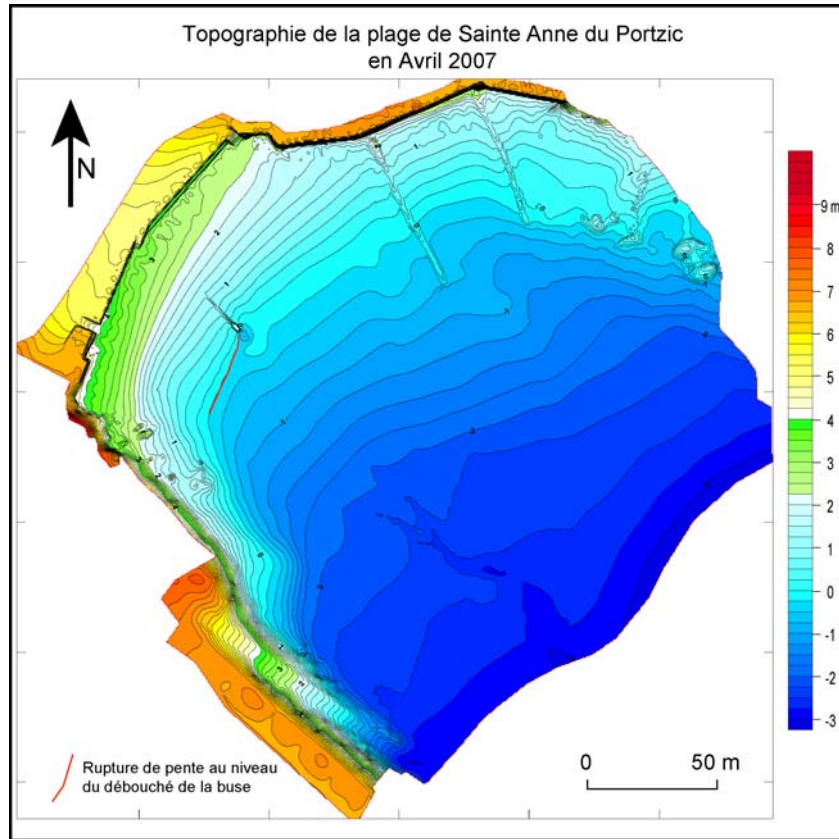 Topographie de la plage de Sainte Anne du Portzic
en Avril 2007
N
9 m
8
7
6
5
4
3
2
1
0
-1
-2
-3
Rupture de pente au niveau
du débouché de la buse
0 50 m